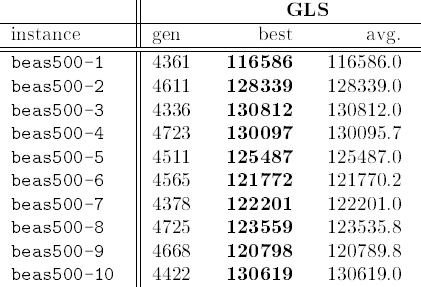 GLS
instance gen best avg.
beas500-1 4361 116586 116586.0
beas500-2 4611 128339 128339.0
beas500-3 4336 130812 130812.0
beas500-4 4723 130097 130095.7
beas500-5 4511 125487 125487.0
beas500-6 4565 121772 121770.2
beas500-7 4378 122201 122201.0
beas500-8 4725 123559 123535.8
beas500-9 4668 120798 120789.8
beas500-10 4422 130619 130619.0